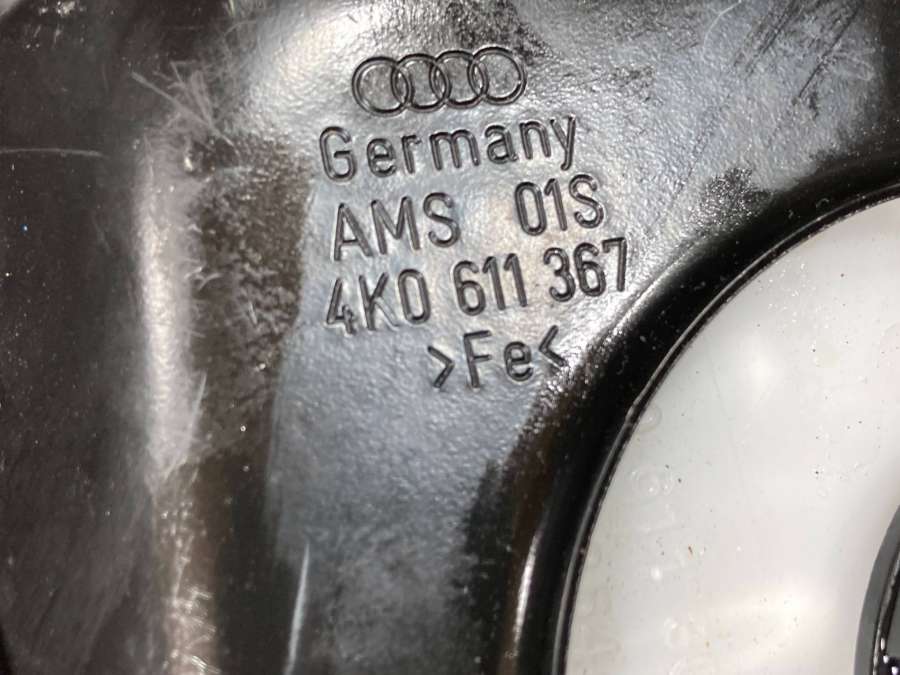 Germany
AMS 01S
4K0 611 367
>Fe<